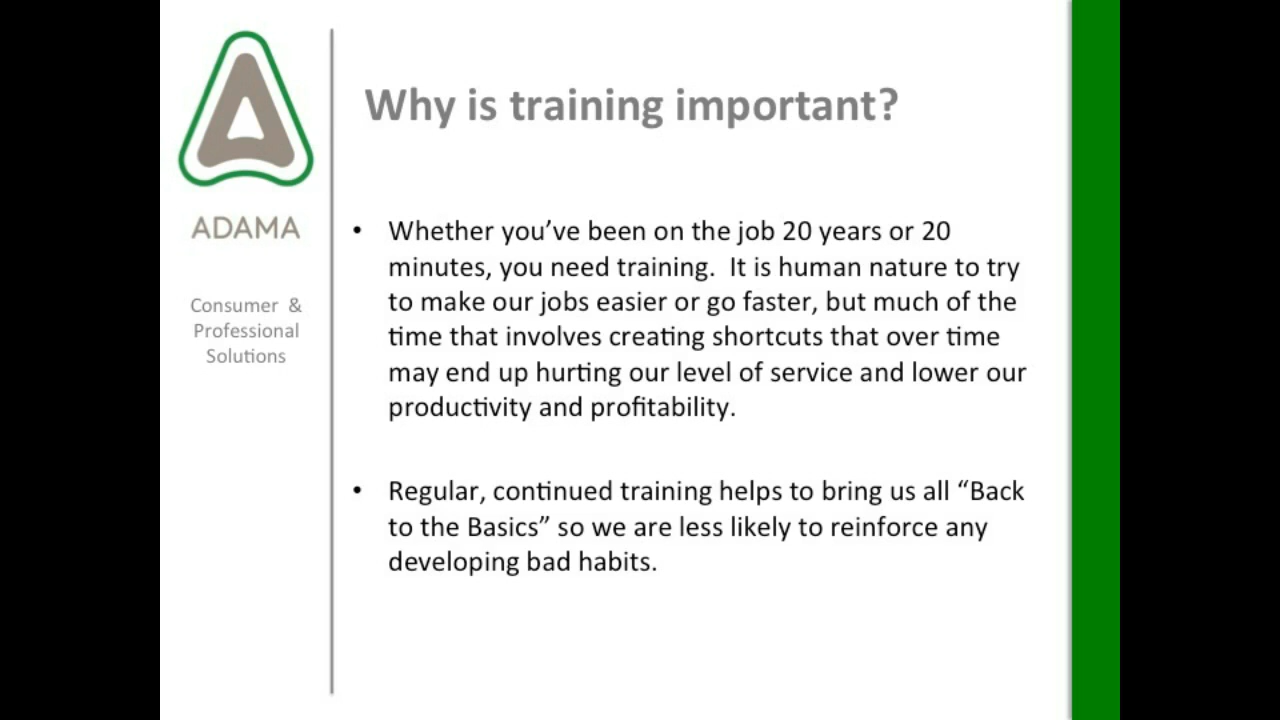 ADAMA
Consumer &
Professional
Solutions
Why is training important?
• Whether you’ve been on the job 20 years or 20
minutes, you need training.  It is human nature to try
to make our jobs easier or go faster, but much of the
time that involves creating shortcuts that over time
may end up hurting our level of service and lower our
productivity and profitability.
• Regular, continued training helps to bring us all “Back
to the Basics” so we are less likely to reinforce any
developing bad habits.